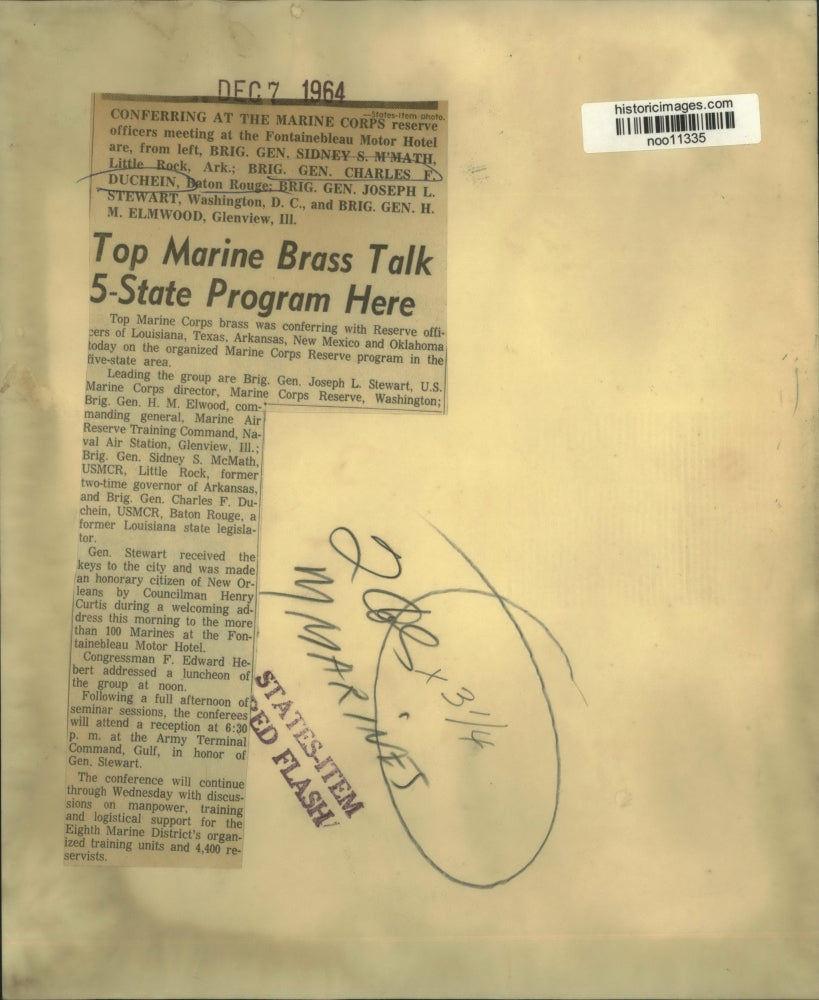 DEC 7 1964
historicimages.com
noo11335
—States-Item photo.
CONFERRING AT THE MARINE CORPS reserve
officers meeting at the Fontainebleau Motor Hotel
are, from left, BRIG. GEN. SIDNEY S. M'MATH,
Little Rock, Ark.; BRIG. GEN. CHARLES F.
DUCHEIN, Baton Rouge; BRIG. GEN. JOSEPH L.
STEWART, Washington, D. C., and BRIG. GEN. H.
M. ELMWOOD, Glenview, Ill.
Top Marine Brass Talk
5-State Program Here
Top Marine Corps brass was conferring with Reserve offi-
cers of Louisiana, Texas, Arkansas, New Mexico and Oklahoma
today on the organized Marine Corps Reserve program in the
five-state area.
Leading the group are Brig. Gen. Joseph L. Stewart, U.S.
Marine Corps director, Marine Corps Reserve, Washington;
Brig. Gen. H. M. Elwood, com-
manding general, Marine Air
Reserve Training Command, Na-
val Air Station, Glenview, Ill.;
Brig. Gen. Sidney S. McMath,
USMCR, Little Rock, former
two-time governor of Arkansas,
and Brig. Gen. Charles F. Du-
chein, USMCR, Baton Rouge, a
former Louisiana state legisla-
tor.
Gen. Stewart received the
keys to the city and was made
an honorary citizen of New Or-
leans by Councilman Henry
Curtis during a welcoming ad-
dress this morning to the more
than 100 Marines at the Fon-
tainebleau Motor Hotel.
Congressman F. Edward He-
bert addressed a luncheon of
the group at noon.
Following a full afternoon of
seminar sessions, the conferees
will attend a reception at 6:30
p. m. at the Army Terminal
Command, Gulf, in honor of
Gen. Stewart.
The conference will continue
through Wednesday with discus-
sions on manpower, training
and logistical support for the
Eighth Marine District's organ-
ized training units and 4,400 re-
servists.
2 x 3 1/4
MARINES
STATES-ITEM
RED FLASH